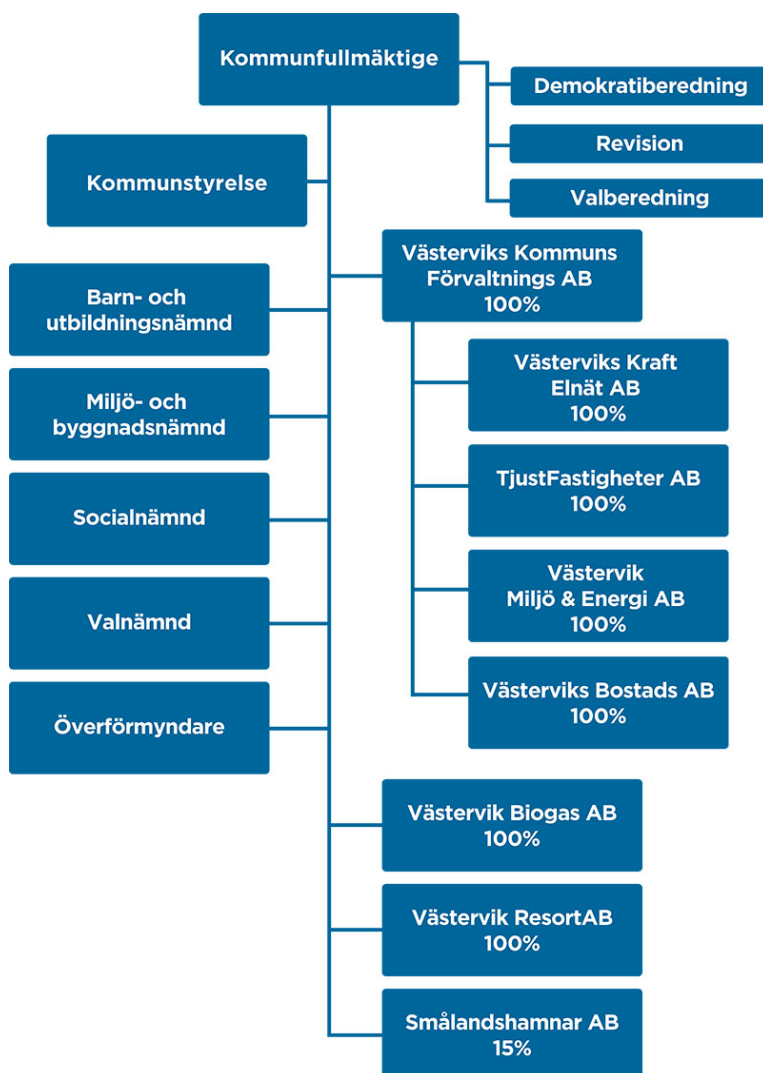 Kommunfullmäktige
Demokratiberedning
Revision
Valberedning
Kommunstyrelse
Barn- och
utbildningsnämnd
Miljö- och
byggnadsnämnd
Socialnämnd
Valnämnd
Överförmyndare
Västerviks Kommuns
Förvaltnings AB
100%
Västerviks Kraft
Elnät AB
100%
TjustFastigheter AB
100%
Västervik
Miljö & Energi AB
100%
Västerviks Bostads AB
100%
Västervik Biogas AB
100%
Västervik ResortAB
100%
Smålandshamnar AB
15%